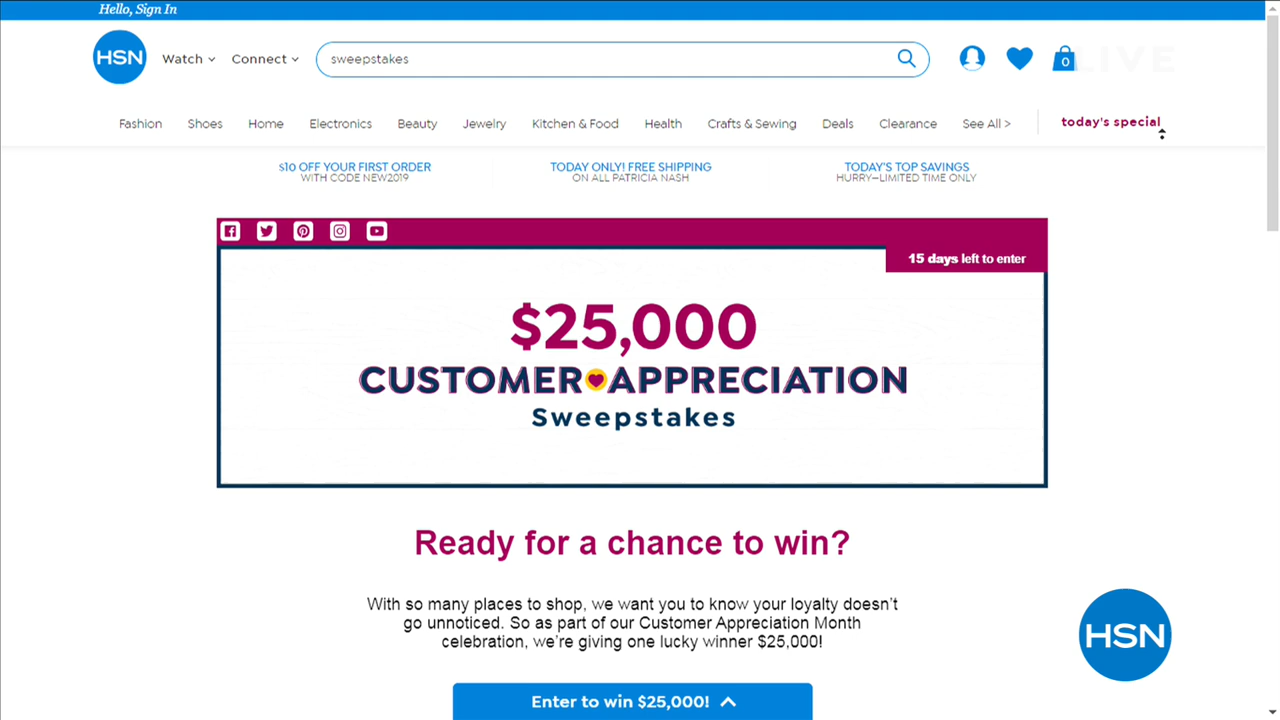 Hello, Sign In
HSN
Watch
Connect
sweepstakes
0
LIVE
Fashion
Shoes
Home
Electronics
Beauty
Jewelry
Kitchen & Food
Health
Crafts & Sewing
Deals
Clearance
See All >
today's special
$10 OFF YOUR FIRST ORDER
WITH CODE NEW2019
TODAY ONLY! FREE SHIPPING
ON ALL PATRICIA NASH
TODAY'S TOP SAVINGS
HURRY—LIMITED TIME ONLY
15 days left to enter
$25,000
CUSTOMER APPRECIATION
Sweepstakes
Ready for a chance to win?
With so many places to shop, we want you to know your loyalty doesn’t
go unnoticed. So as part of our Customer Appreciation Month
celebration, we’re giving one lucky winner $25,000!
HSN
Enter to win $25,000!